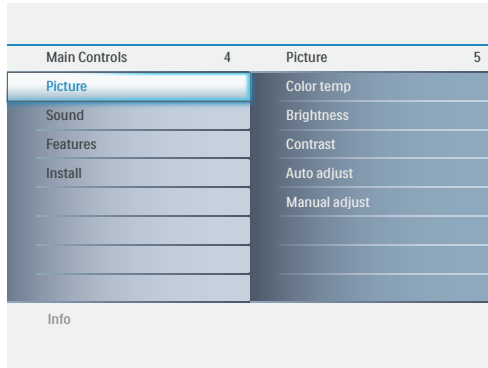 Main Controls 4 Picture 5
Picture Color temp
Sound Brightness
Features Contrast
Install Auto adjust
Manual adjust
Info